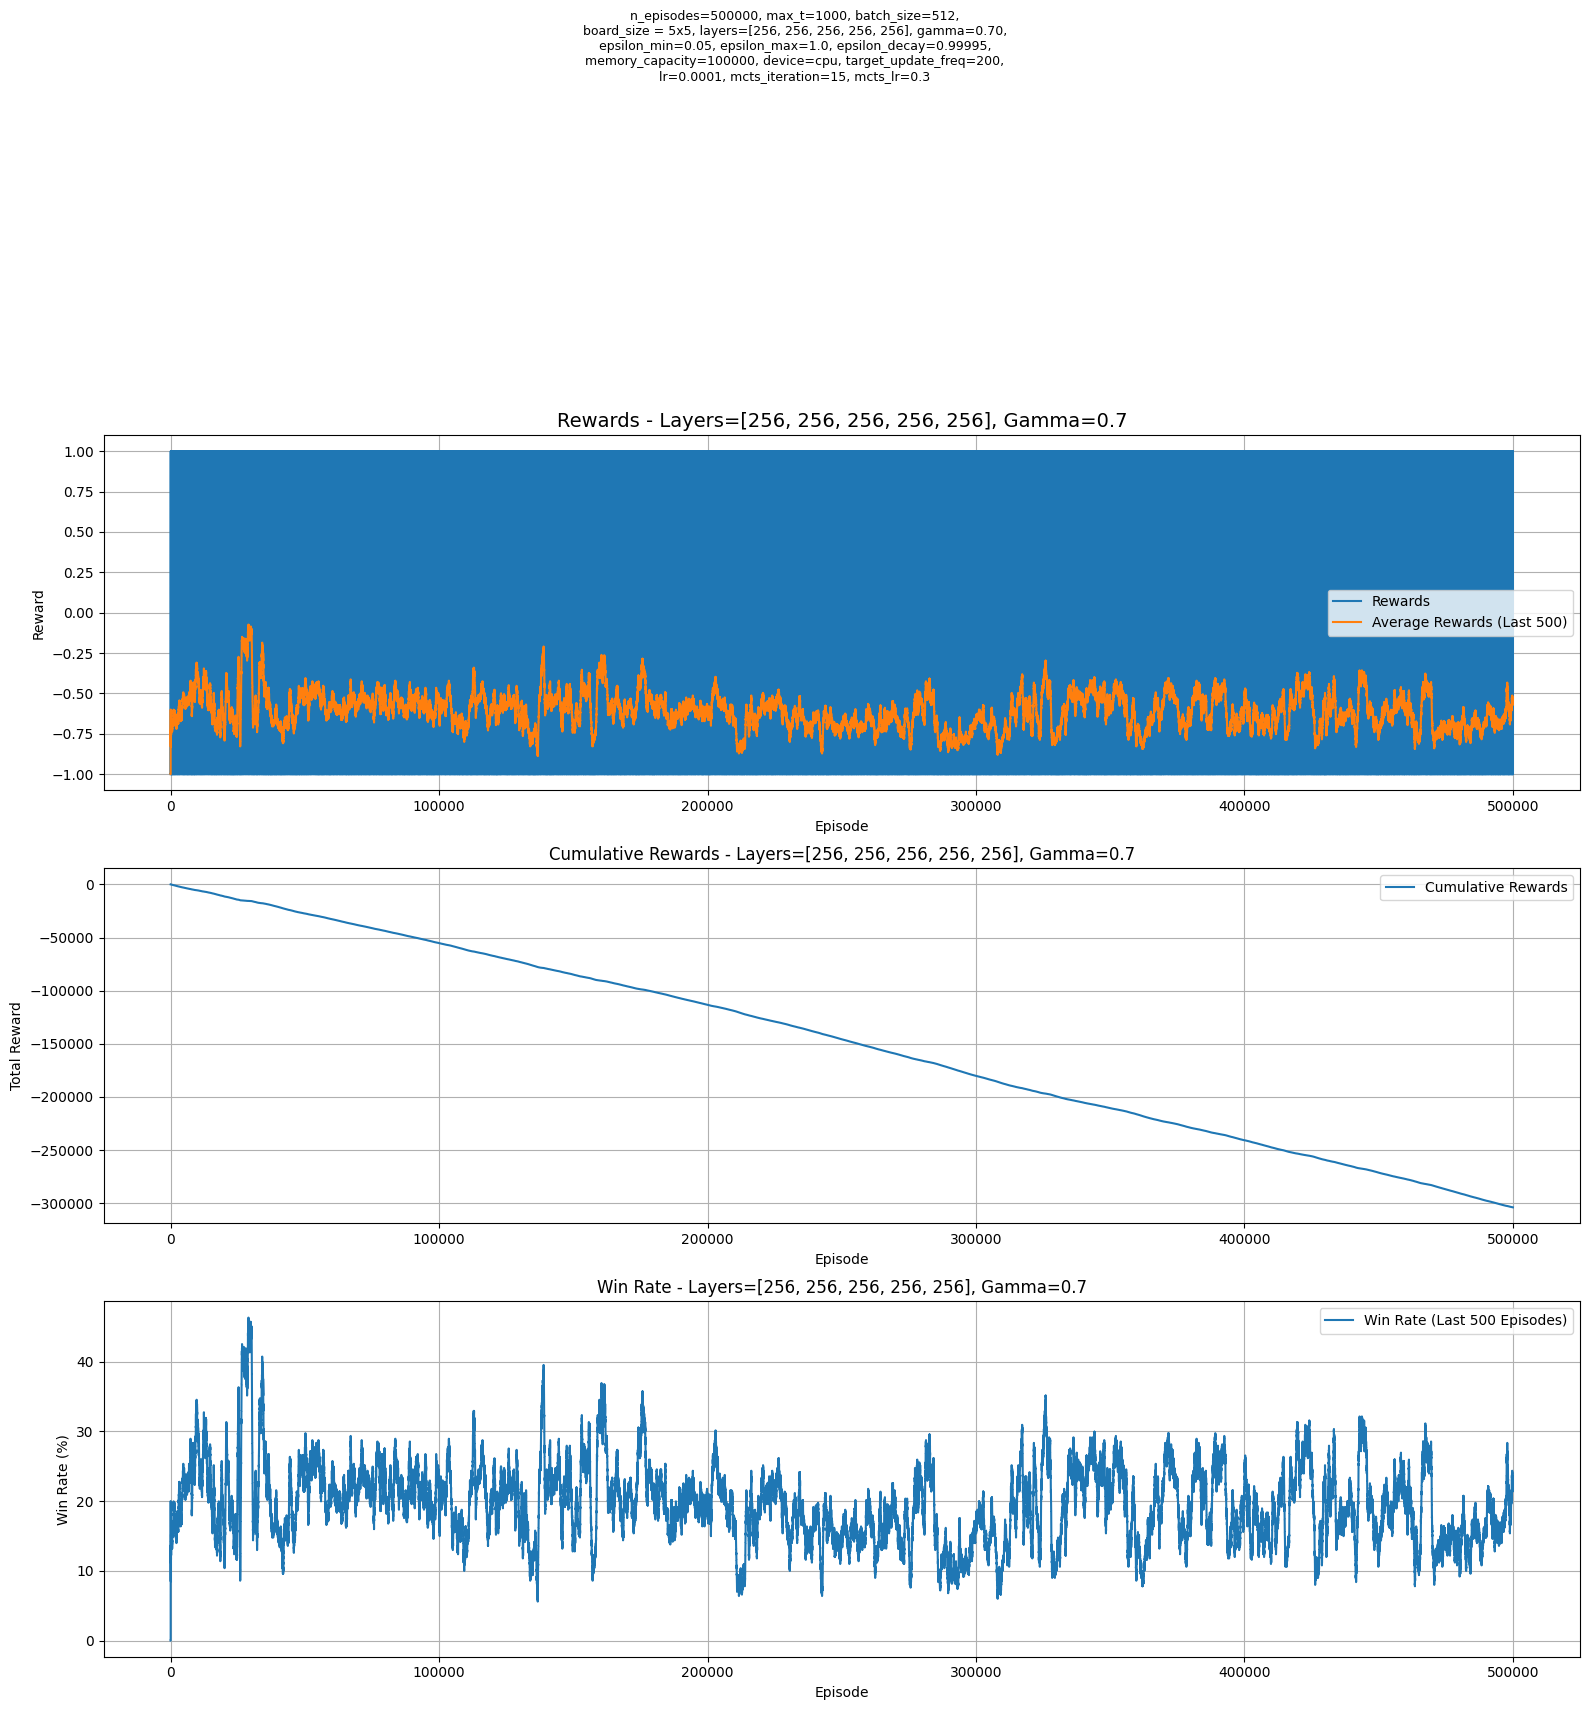 n_episodes=500000, max_t=1000, batch_size=512,
board_size = 5x5, layers=[256, 256, 256, 256, 256], gamma=0.70,
epsilon_min=0.05, epsilon_max=1.0, epsilon_decay=0.99995,
memory_capacity=100000, device=cpu, target_update_freq=200,
lr=0.0001, mcts_iteration=15, mcts_lr=0.3
Rewards - Layers=[256, 256, 256, 256, 256], Gamma=0.7
1.00
0.75
0.50
0.25
0.00
−0.25
−0.50
−0.75
−1.00
Reward
Rewards
Average Rewards (Last 500)
0 100000 200000 300000 400000 500000
Episode
Cumulative Rewards - Layers=[256, 256, 256, 256, 256], Gamma=0.7
0
−50000
−100000
−150000
−200000
−250000
−300000
Total Reward
Cumulative Rewards
0 100000 200000 300000 400000 500000
Episode
Win Rate - Layers=[256, 256, 256, 256, 256], Gamma=0.7
40
30
20
10
0
Win Rate (%)
Win Rate (Last 500 Episodes)
0 100000 200000 300000 400000 500000
Episode